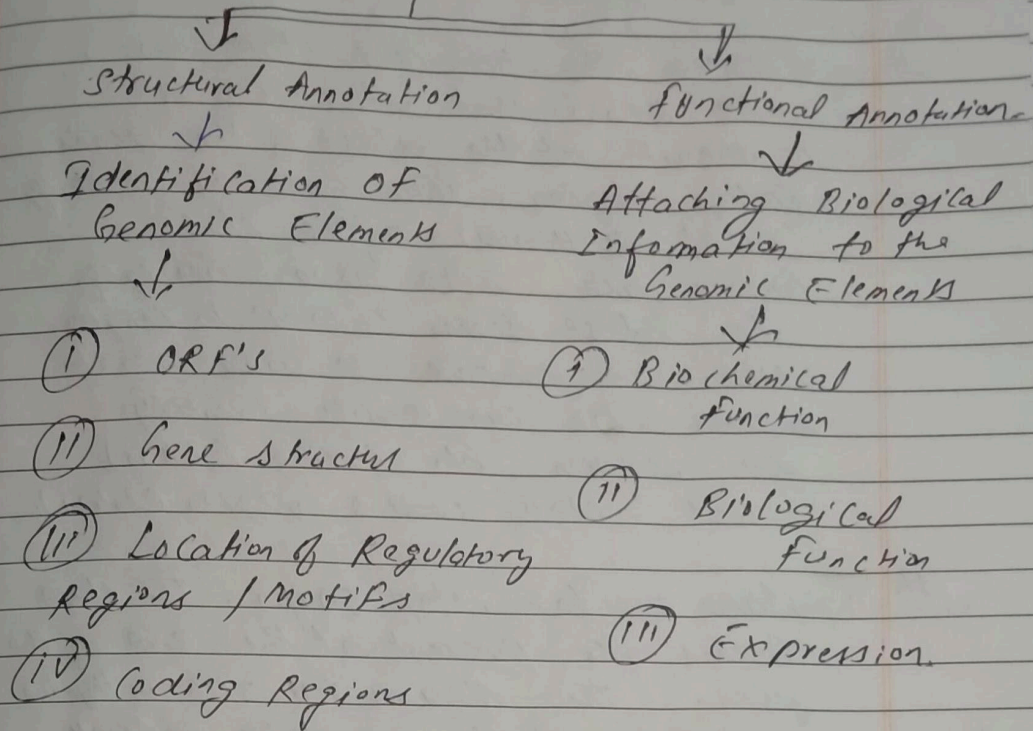 Structural Annotation
Identification of
Genomic Elements
I ORF's
II Gene structur
III Location of Regulatory
Regions / Motifs
IV Coding Regions
functional Annotation
Attaching Biological
Information to the
Genomic Elements
I Biochemical
function
II Biological
function
III Expression